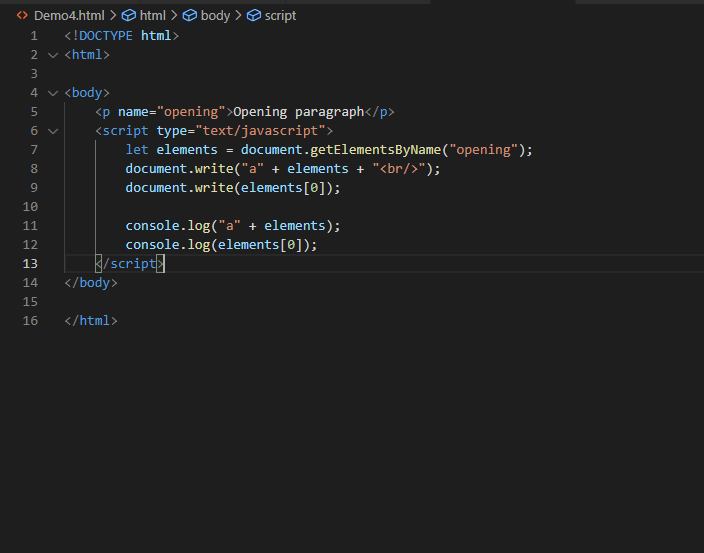 Demo4.html > html > body > script
1 <!DOCTYPE html>
2 <html>
3
4 <body>
5 <p name="opening">Opening paragraph</p>
6 <script type="text/javascript">
7 let elements = document.getElementsByName("opening");
8 document.write("a" + elements + "<br/>");
9 document.write(elements[0]);
10
11 console.log("a" + elements);
12 console.log(elements[0]);
13 </script>
14 </body>
15
16 </html>